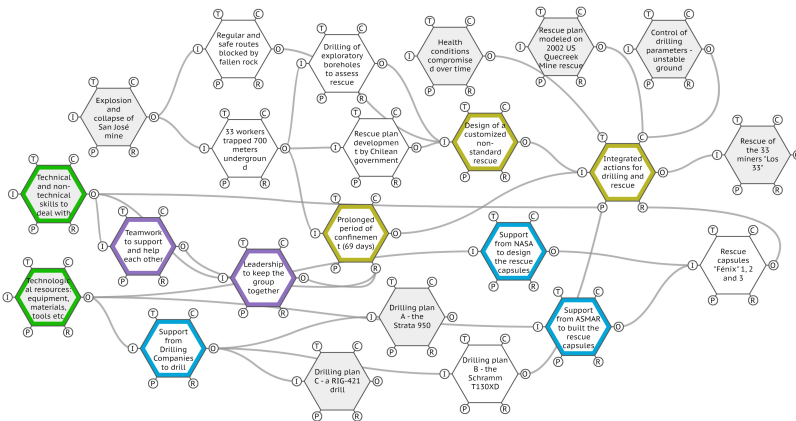 T C
Regular and
safe routes
I blocked by O
fallen rock
P R
T C
Drilling of
exploratory
I boreholes to O
assess
rescue
P R
T C
Health
conditions
I compromise O
d over time
P R
T C
Rescue plan
modeled on
I 2002 US O
Quecreek
Mine rescue
P R
T C
Control of
drilling
I parameters - O
unstable
ground
P R
T C
Explosion
and
I collapse of O
San José
mine
P R
T C
33 workers
trapped 700
I meters O
undergroun
d
P R
T C
Rescue plan
developmen
I t by Chilean O
government
P R
T C
Design of a
customized
I non- O
standard
rescue
P R
T C
Integrated
I actions for O
drilling and
rescue
P R
T C
Rescue of
I the 33
miners "Los
33"
P R
T C
Technical
and non-
I technical O
skills to
deal with
P R
T C
Teamwork
I to support O
and help
each other
P R
T C
Leadership
I to keep the O
group
together
P R
T C
Prolonged
period of
I confinemen O
t (69 days)
P R
T C
Support
from NASA
I to design O
the rescue
capsules
P R
T C
Rescue
I capsules O
"Fénix" 1, 2
and 3
P R
T C
Technologic
al resources:
I equipment, O
materials,
tools etc
P R
T C
Support
from
I Drilling O
Companies
to drill
P R
T C
Drilling plan
I A - the O
Strata 950
P R
T C
Support
from ASMAR
I to built the O
rescue
capsules
P R
T C
Drilling plan
I C - a RIG-421 O
drill
P R
T C
Drilling plan
I B - the O
Schramm
T130XD
P R